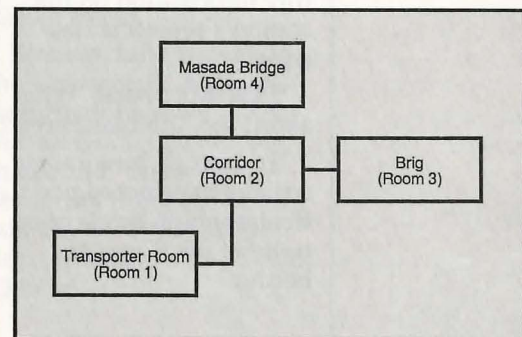 Masada Bridge
(Room 4)
Corridor
(Room 2)
Brig
(Room 3)
Transporter Room
(Room 1)